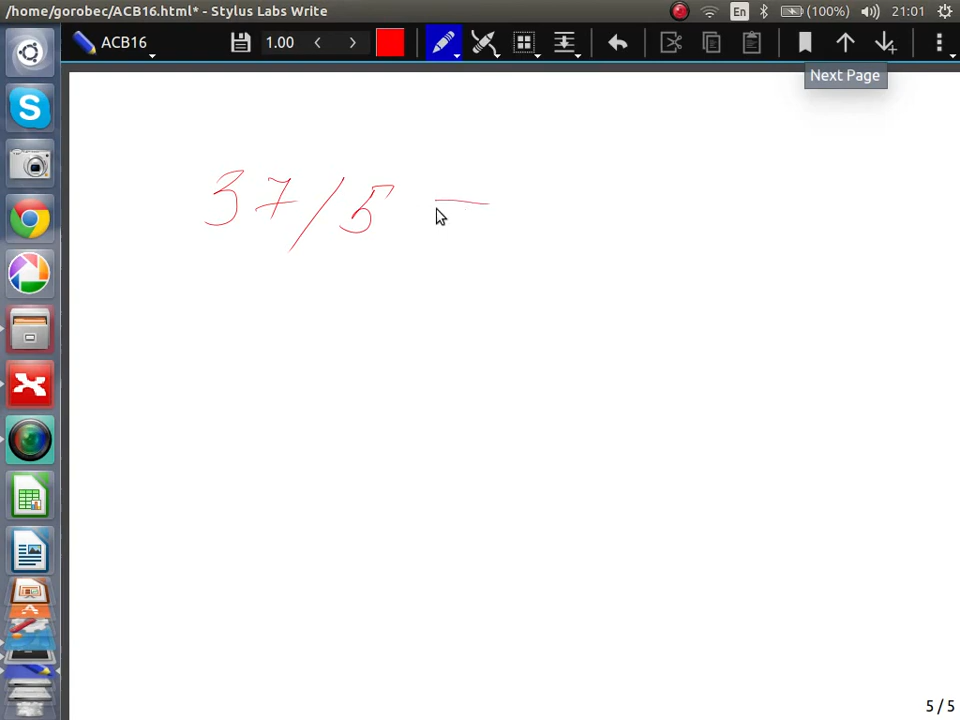 /home/gorobec/ACB16.html* - Stylus Labs Write En (100%) 21:01
ACB16 1.00
Next Page
37/5 —
5 / 5